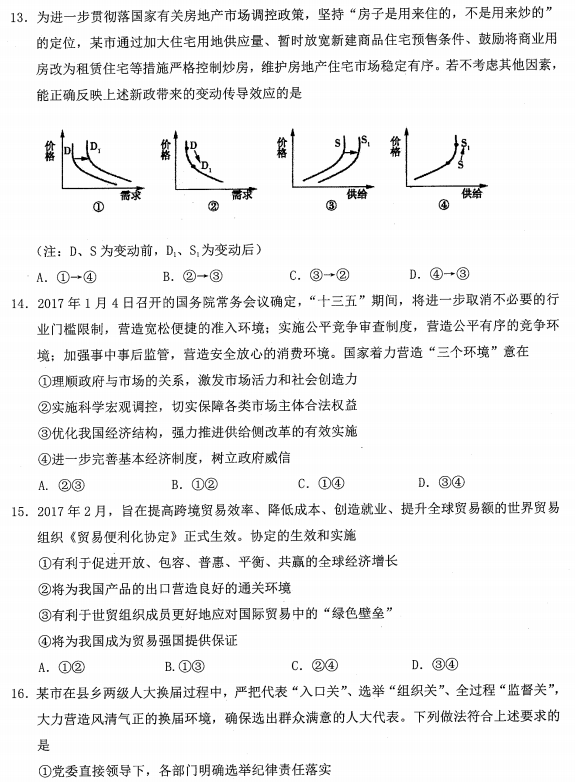 13. 为进一步贯彻落国家有关房地产市场调控政策，坚持“房子是用来住的，不是用来炒的”
的定位，某市通过加大住宅用地供应量、暂时放宽新建商品住宅预售条件、鼓励将商业用
房改为租赁住宅等措施严格控制炒房，维护房地产住宅市场稳定有序。若不考虑其他因素，
能正确反映上述新政带来的变动传导效应的是
价格 D D₁ 需求 ①
价格 D D₁ 需求 ②
价格 S S₁ 供给 ③
价格 S₁ S 供给 ④
（注：D、S 为变动前，D₁、S₁为变动后）
A. ①→④ B. ②→③ C. ③→② D. ④→③
14. 2017 年 1 月 4 日召开的国务院常务会议确定，“十三五”期间，将进一步取消不必要的行
业门槛限制，营造宽松便捷的准入环境；实施公平竞争审查制度，营造公平有序的竞争环
境；加强事中事后监管，营造安全放心的消费环境。国家着力营造“三个环境”意在
①理顺政府与市场的关系，激发市场活力和社会创造力
②实施科学宏观调控，切实保障各类市场主体合法权益
③优化我国经济结构，强力推进供给侧改革的有效实施
④进一步完善基本经济制度，树立政府威信
A. ②③ B. ①② C. ①④ D. ③④
15. 2017 年 2 月，旨在提高跨境贸易效率、降低成本、创造就业、提升全球贸易额的世界贸易
组织《贸易便利化协定》正式生效。协定的生效和实施
①有利于促进开放、包容、普惠、平衡、共赢的全球经济增长
②将为我国产品的出口营造良好的通关环境
③有利于世贸组织成员更好地应对国际贸易中的“绿色壁垒”
④将为我国成为贸易强国提供保证
A. ①② B.①③ C. ②④ D. ③④
16. 某市在县乡两级人大换届过程中，严把代表“入口关”、选举“组织关”、全过程“监督关”，
大力营造风清气正的换届环境，确保选出群众满意的人大代表。下列做法符合上述要求的
是
①党委直接领导下，各部门明确选举纪律责任落实